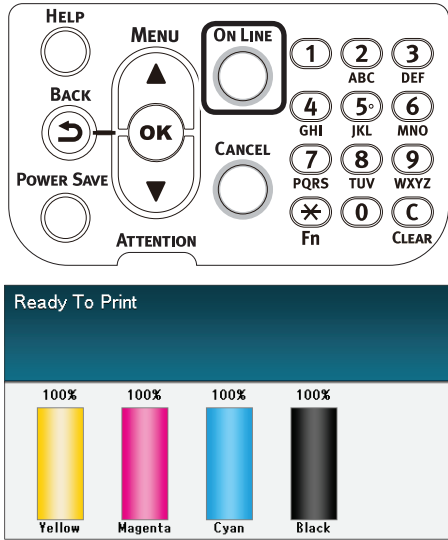 HELP
MENU
ON LINE
BACK
OK
POWER SAVE
CANCEL
ATTENTION
1 2 3
ABC DEF
4 5 6
GHI JKL MNO
7 8 9
PQRS TUV WXYZ
* 0 C
Fn CLEAR
Ready To Print
100% 100% 100% 100%
Yellow Magenta Cyan Black